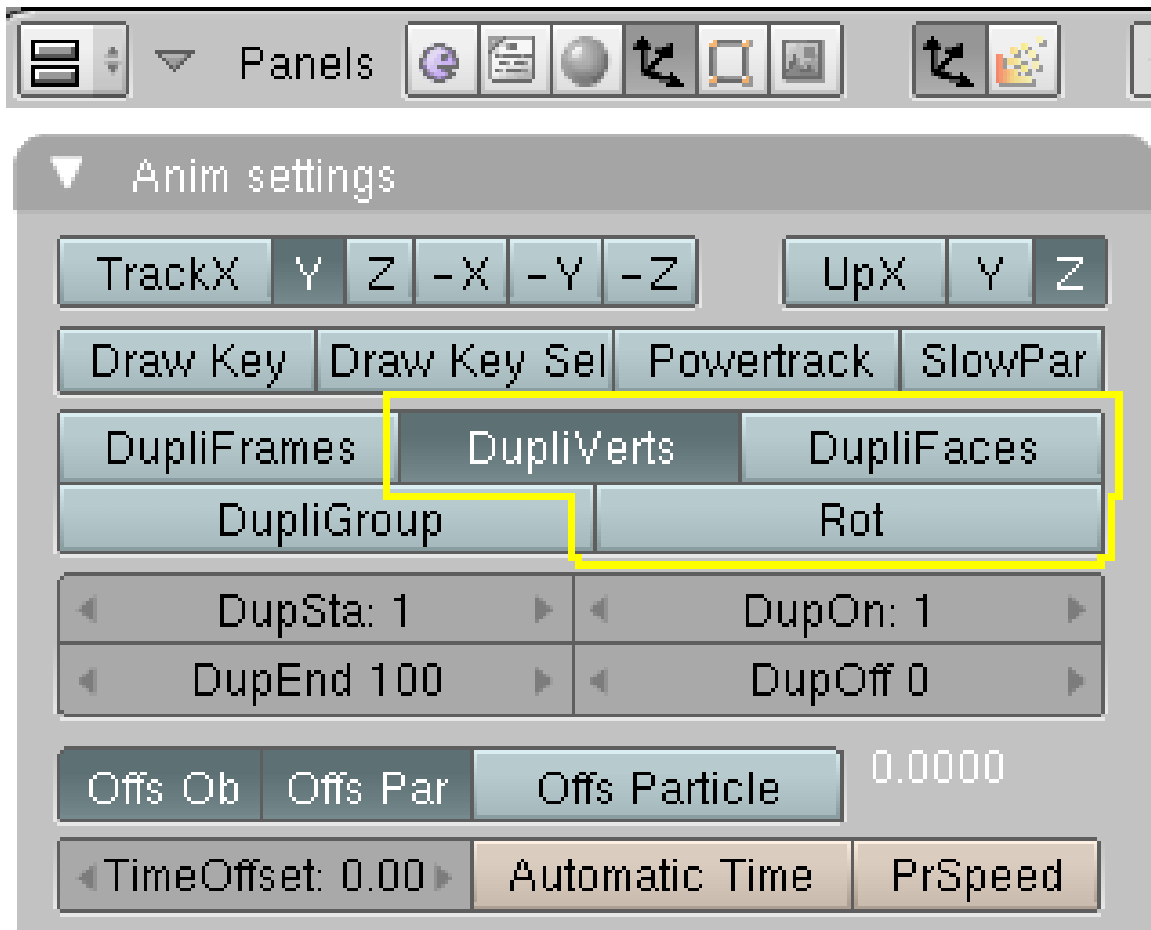 Panels
Anim settings
TrackX Y Z -X -Y -Z UpX Y Z
Draw Key Draw Key Sel Powertrack SlowPar
DupliFrames DupliVerts DupliFaces
DupliGroup Rot
DupSta: 1 DupOn: 1
DupEnd 100 DupOff 0
Offs Ob Offs Par Offs Particle 0.0000
TimeOffset: 0.00 Automatic Time PrSpeed